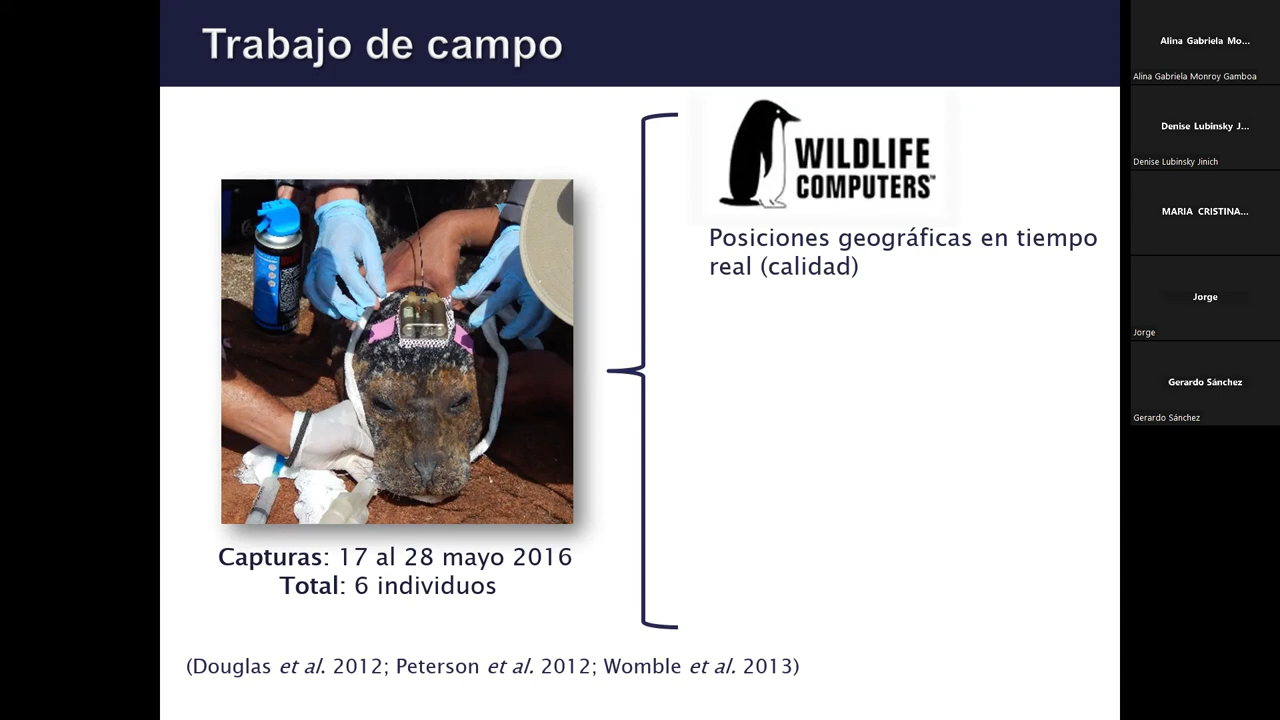 Trabajo de campo
WILDLIFE
COMPUTERS™
Posiciones geográficas en tiempo
real (calidad)
Capturas: 17 al 28 mayo 2016
Total: 6 individuos
(Douglas et al. 2012; Peterson et al. 2012; Womble et al. 2013)
Alina Gabriela Mo...
Alina Gabriela Monroy Gamboa
Denise Lubinsky J...
Denise Lubinsky Jinich
MARIA CRISTINA...
Jorge
Jorge
Gerardo Sánchez
Gerardo Sánchez